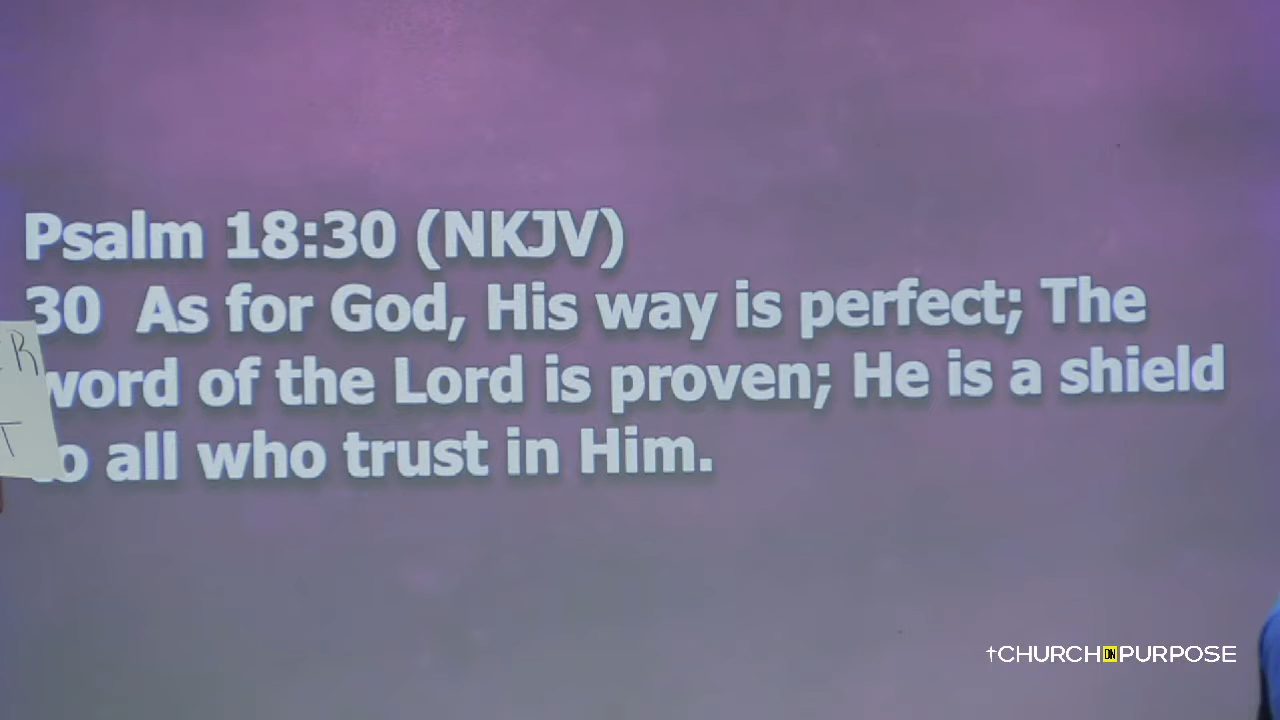 Psalm 18:30 (NKJV)
30 As for God, His way is perfect; The
word of the Lord is proven; He is a shield
to all who trust in Him.
R
T
CHURCH ON PURPOSE